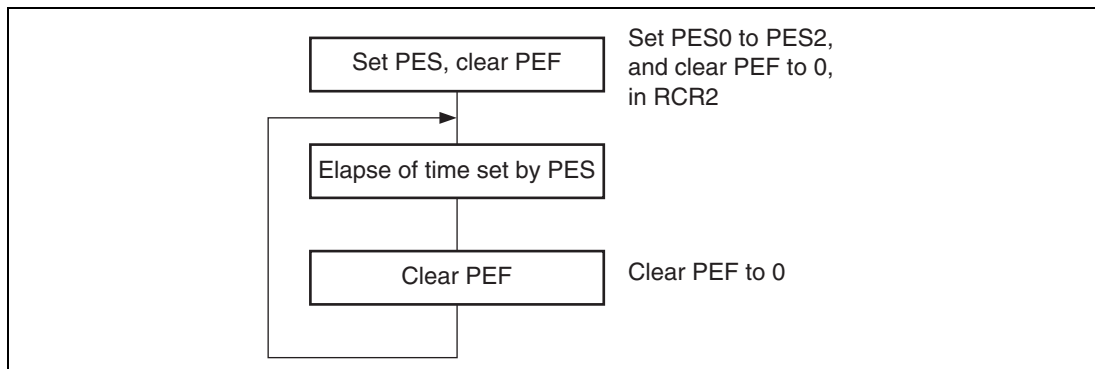 Set PES, clear PEF
Set PES0 to PES2,
and clear PEF to 0,
in RCR2
Elapse of time set by PES
Clear PEF
Clear PEF to 0